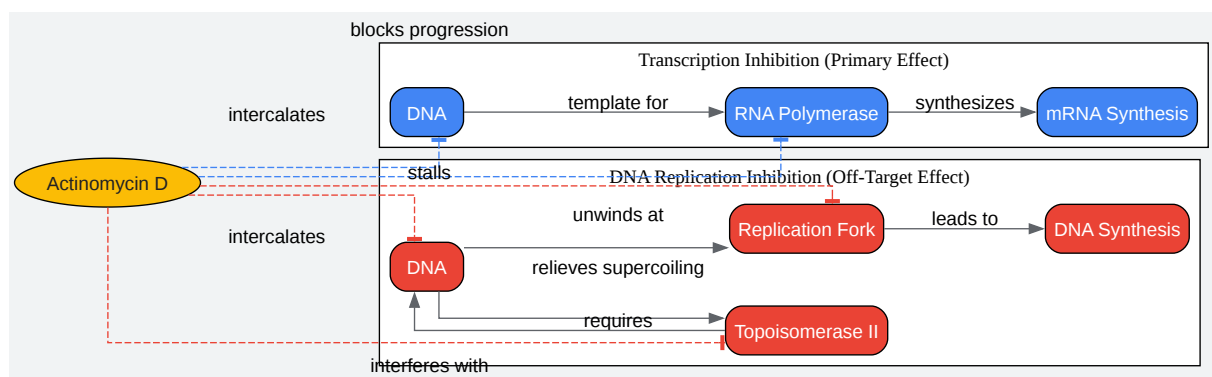 blocks progression
Transcription Inhibition (Primary Effect)
intercalates
DNA
template for
RNA Polymerase
synthesizes
mRNA Synthesis
Actinomycin D
stalls
DNA Replication Inhibition (Off-Target Effect)
intercalates
unwinds at
Replication Fork
leads to
DNA Synthesis
DNA
relieves supercoiling
requires
Topoisomerase II
interferes with